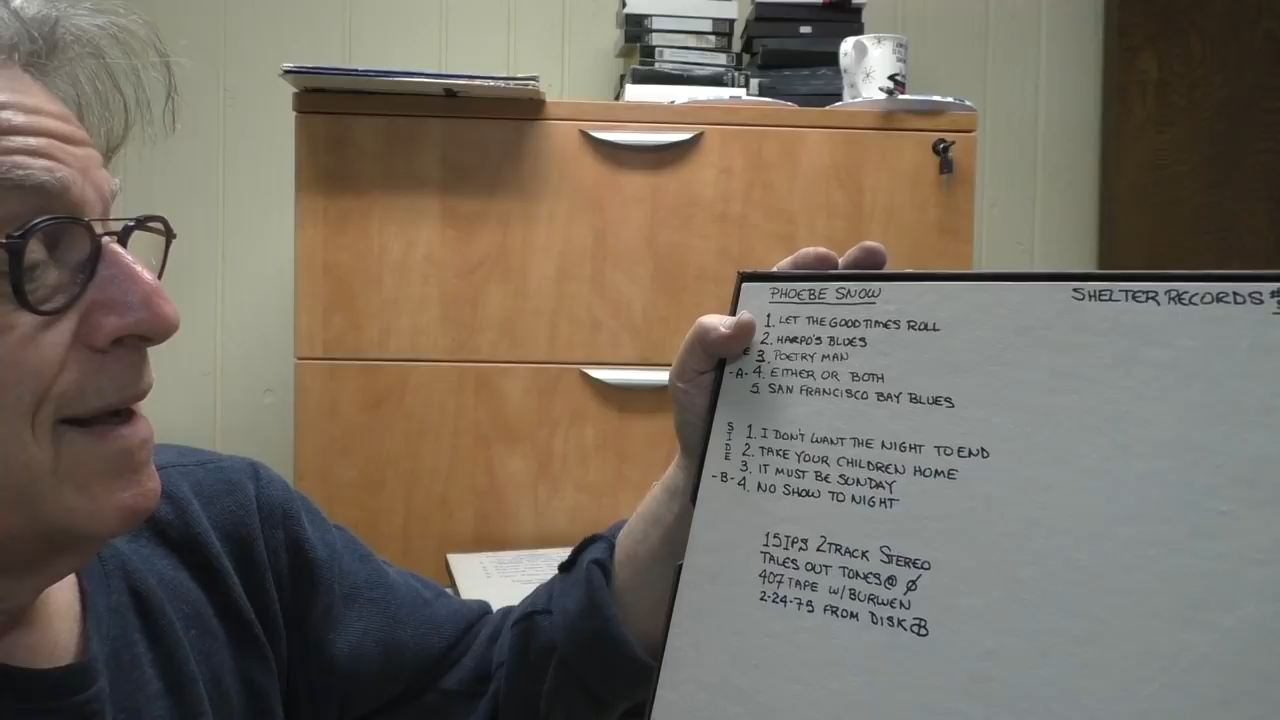 PHOEBE SNOW
SHELTER RECORDS
1. LET THE GOOD TIMES ROLL
2. HARPO'S BLUES
E 3. POETRY MAN
-A- 4. EITHER OR BOTH
5. SAN FRANCISCO BAY BLUES
SIDE
1. I DON'T WANT THE NIGHT TO END
2. TAKE YOUR CHILDREN HOME
3. IT MUST BE SUNDAY
-B- 4. NO SHOW TO NIGHT
15IPS 2TRACK STEREO
TALES OUT TONES@ Ø
407 TAPE W/BURWEN
2-24-75 FROM DISK